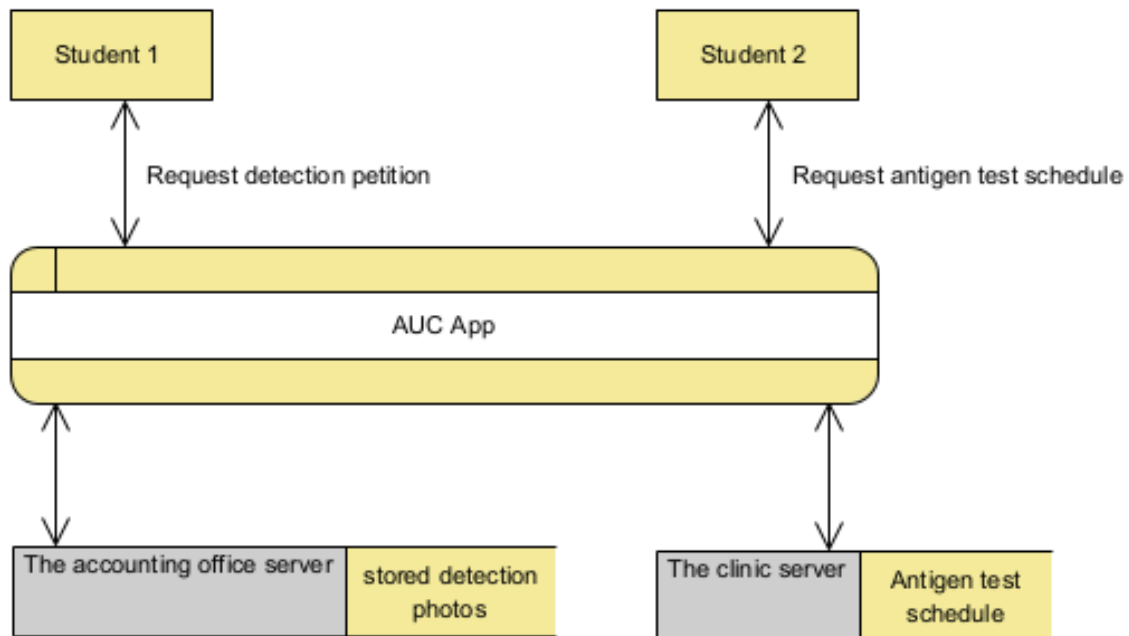 Student 1
Student 2
Request detection petition
Request antigen test schedule
AUC App
The accounting office server
stored detection
photos
The clinic server
Antigen test
schedule